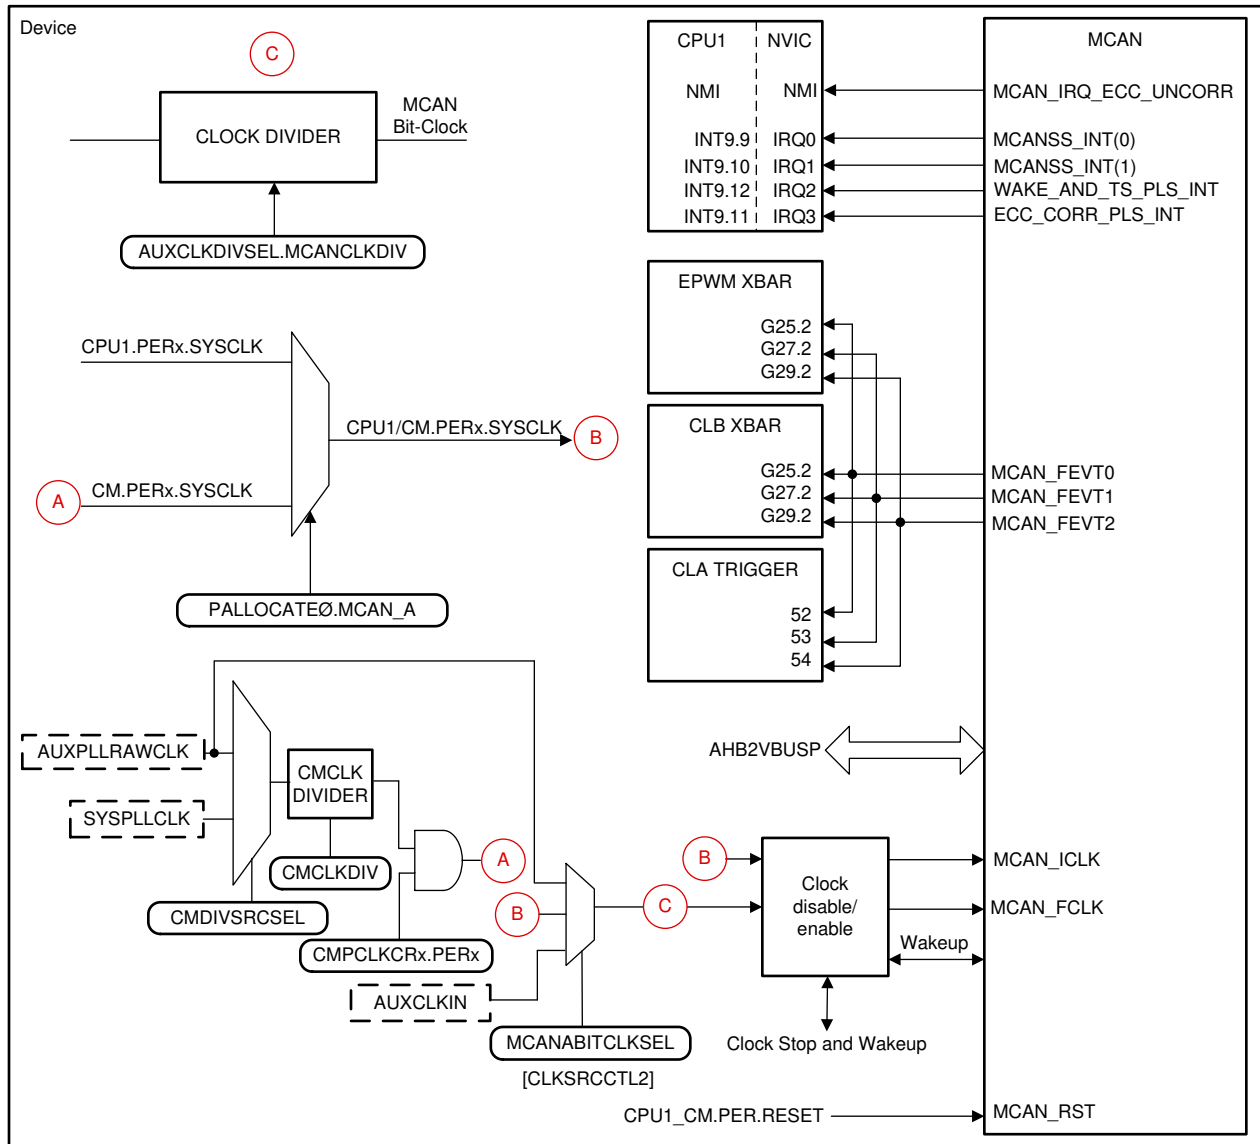 Device
C
CLOCK DIVIDER
MCAN
Bit-Clock
AUXCLKDIVSEL.MCANCLKDIV
CPU1.PERx.SYSCLK
CPU1/CM.PERx.SYSCLK
B
A
CM.PERx.SYSCLK
PALLOCATEØ.MCAN_A
AUXPLLRAWCLK
SYSPLLCLK
CMCLK
DIVIDER
CMCLKDIV
CMDIVSRCSEL
A
CMPCLKCRx.PERx
B
AUXCLKIN
MCANABITCLKSEL
[CLKSRCCTL2]
C
CPU1
NVIC
NMI
NMI
INT9.9
IRQ0
INT9.10
IRQ1
INT9.12
IRQ2
INT9.11
IRQ3
EPWM XBAR
G25.2
G27.2
G29.2
CLB XBAR
G25.2
G27.2
G29.2
CLA TRIGGER
52
53
54
AHB2VBUSP
B
Clock
disable/
enable
Wakeup
Clock Stop and Wakeup
CPU1_CM.PER.RESET
MCAN
MCAN_IRQ_ECC_UNCORR
MCANSS_INT(0)
MCANSS_INT(1)
WAKE_AND_TS_PLS_INT
ECC_CORR_PLS_INT
MCAN_FEVT0
MCAN_FEVT1
MCAN_FEVT2
MCAN_ICLK
MCAN_FCLK
MCAN_RST